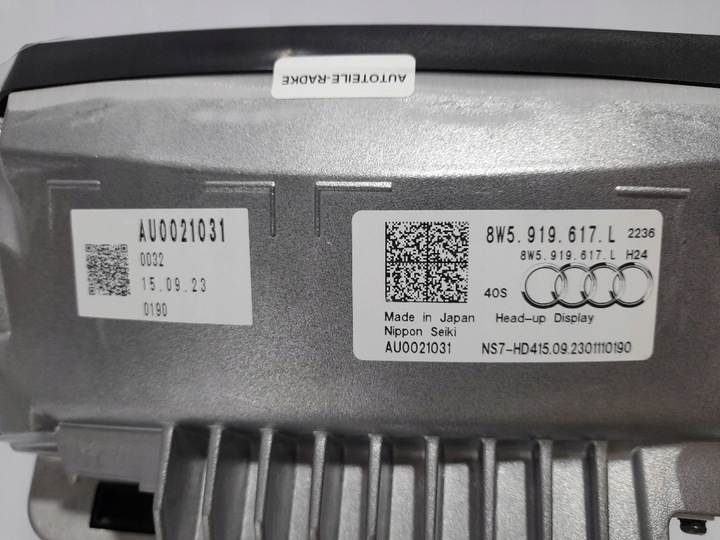 AUTOTEILE-RADKE
AU0021031
0032
15.09.23
0190
8W5.919.617.L 2236
8W5.919.617.L H24
40S
Made in Japan Head-up Display
Nippon Seiki
AU0021031 NS7-HD415.09.2301110190